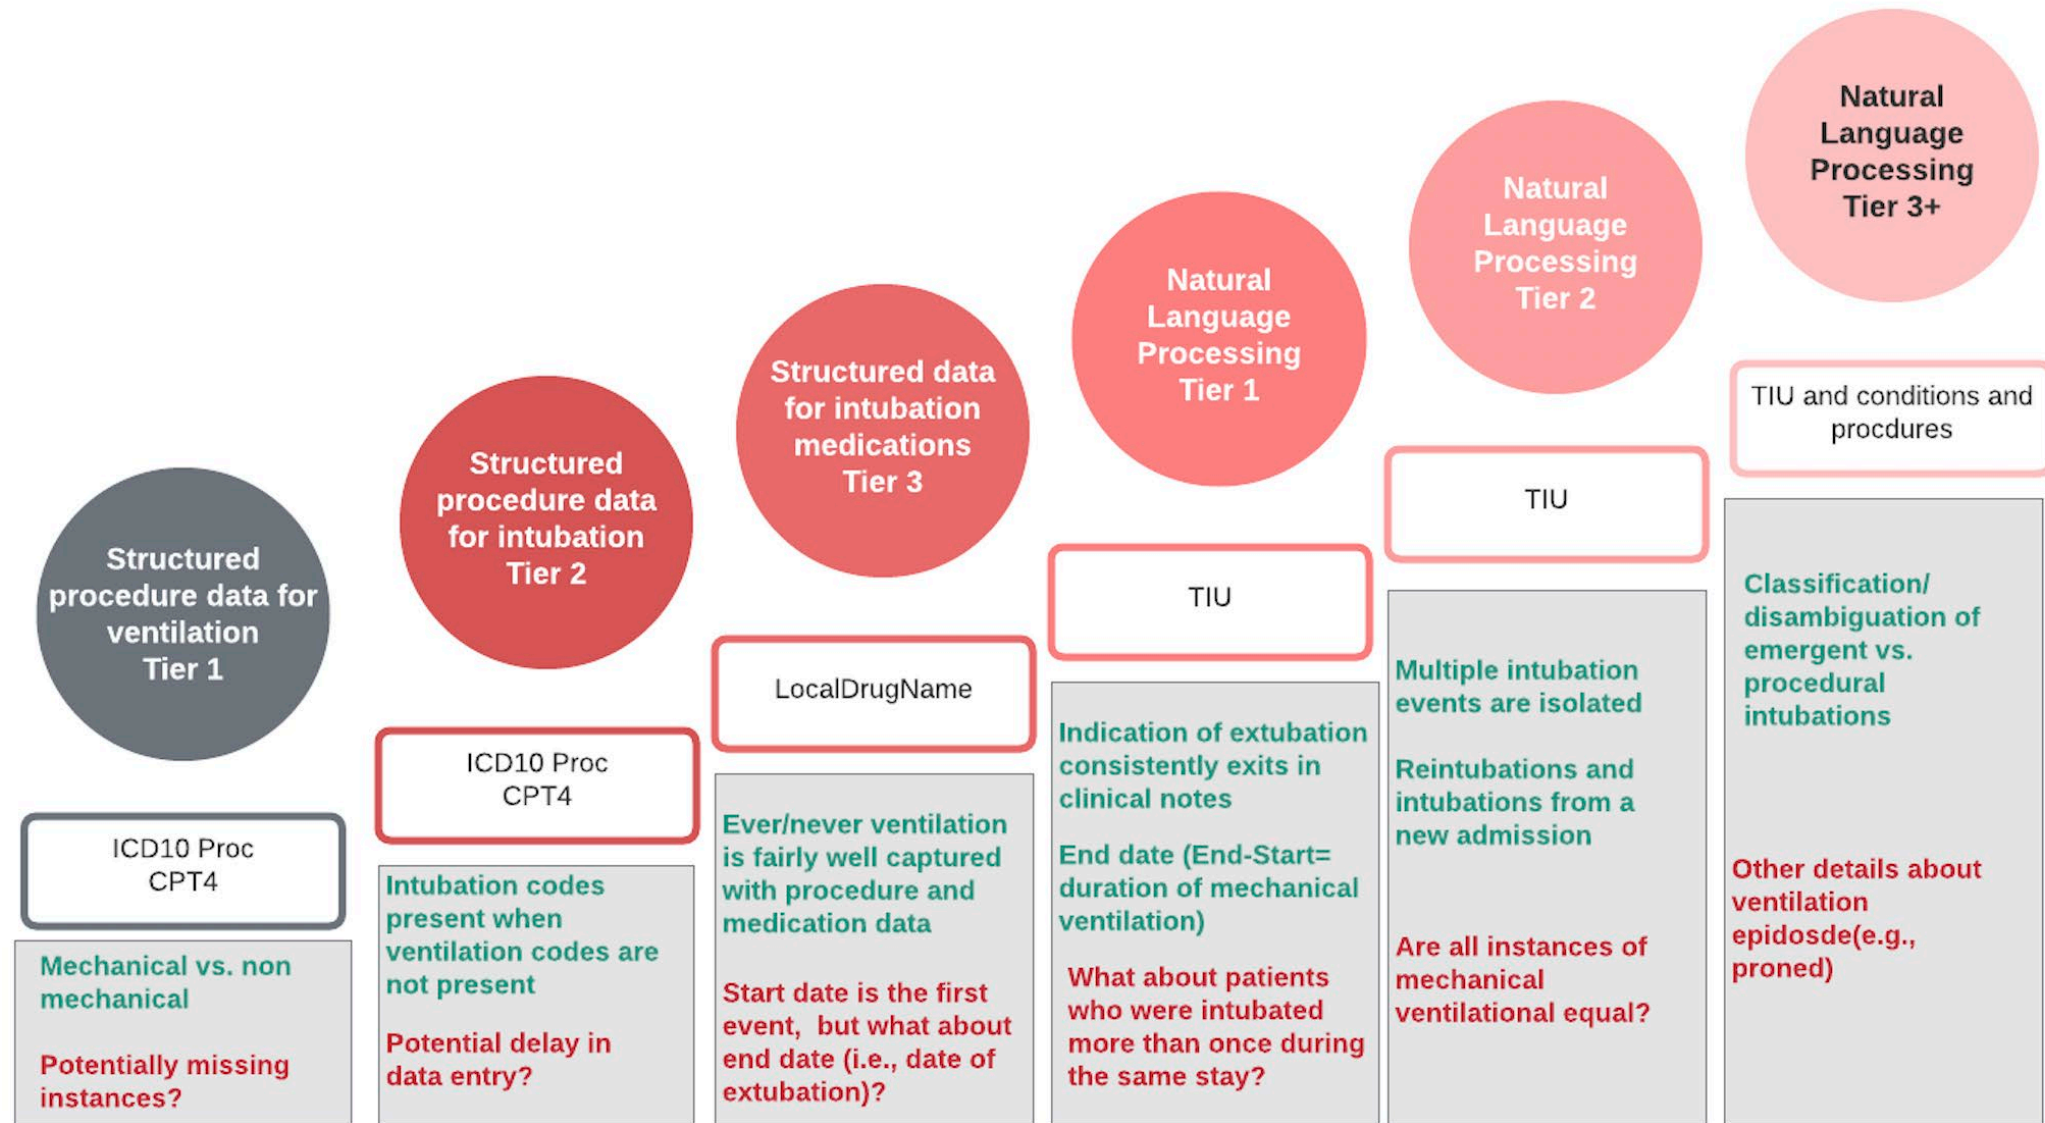 Structured
procedure data for
ventilation
Tier 1
ICD10 Proc
CPT4
Mechanical vs. non
mechanical
Potentially missing
instances?
Structured
procedure data
for intubation
Tier 2
ICD10 Proc
CPT4
Intubation codes
present when
ventilation codes are
not present
Potential delay in
data entry?
Structured data
for intubation
medications
Tier 3
LocalDrugName
Ever/never ventilation
is fairly well captured
with procedure and
medication data
Start date is the first
event,  but what about
end date (i.e., date of
extubation)?
Natural
Language
Processing
Tier 1
TIU
Indication of extubation
consistently exits in
clinical notes
End date (End-Start=
duration of mechanical
ventilation)
What about patients
who were intubated
more than once during
the same stay?
Natural
Language
Processing
Tier 2
TIU
Multiple intubation
events are isolated
Reintubations and
intubations from a
new admission
Are all instances of
mechanical
ventilational equal?
Natural
Language
Processing
Tier 3+
TIU and conditions and
procdures
Classification/
disambiguation of
emergent vs.
procedural
intubations
Other details about
ventilation
epidosde(e.g.,
proned)